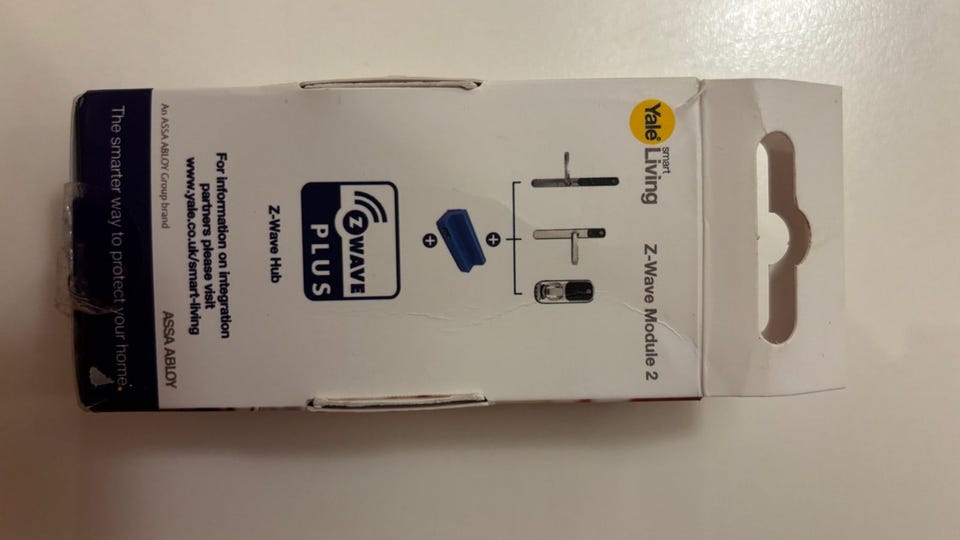 Yale®
smart
Living
Z-Wave Module 2
Z WAVE
PLUS
Z-Wave Hub
For information on integration
partners please visit
www.yale.co.uk/smart-living
An ASSA ABLOY Group brand
ASSA ABLOY
The smarter way to protect your home.